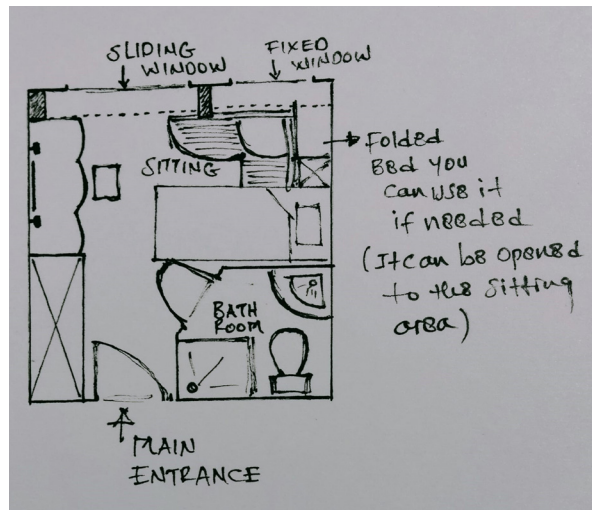 SLIDING
WINDOW
FIXED
WINDOW
SITTING
Folded
Bed you
can use it
if needed
(It can be opened
to the sitting
area)
BATH
ROOM
MAIN
ENTRANCE